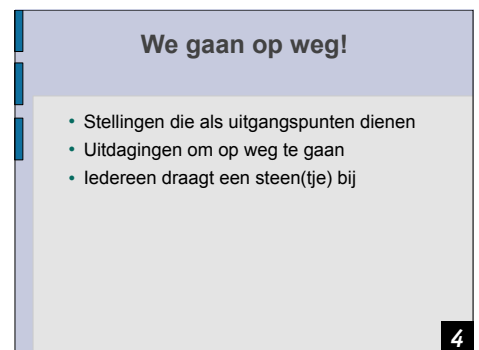 We gaan op weg!
• Stellingen die als uitgangspunten dienen
• Uitdagingen om op weg te gaan
• Iedereen draagt een steen(tje) bij
4